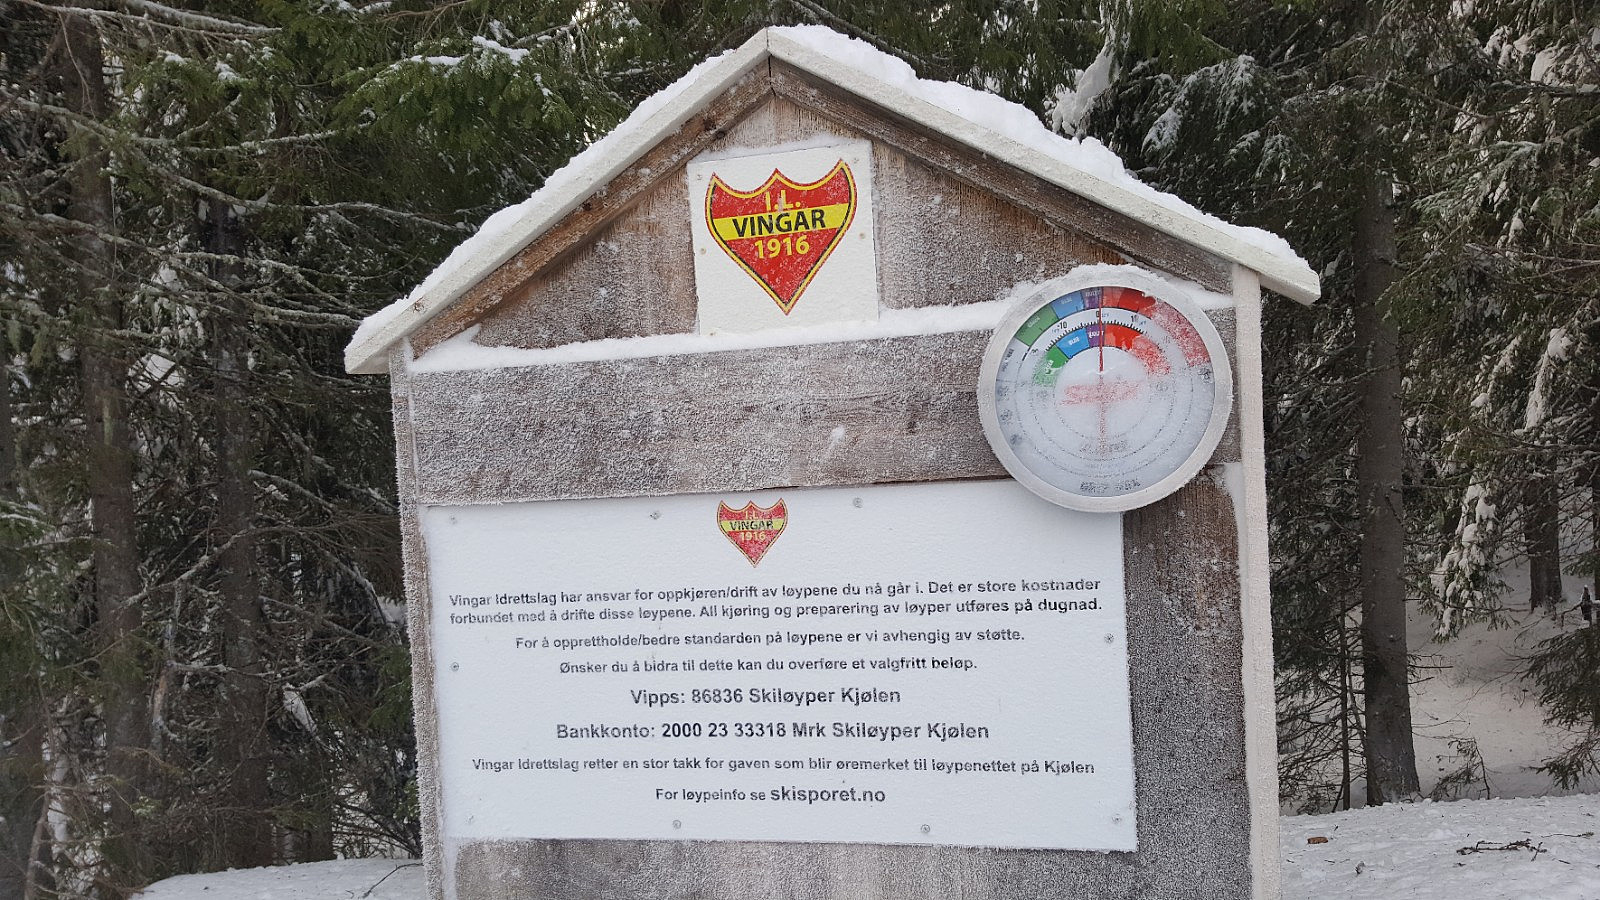 I.L.
VINGAR
1916
-10
0
10
I.L.
VINGAR
1916
Vingar Idrettslag har ansvar for oppkjøren/drift av løypene du nå går i. Det er store kostnader
forbundet med å drifte disse løypene. All kjøring og preparering av løyper utføres på dugnad.
For å opprettholde/bedre standarden på løypene er vi avhengig av støtte.
Ønsker du å bidra til dette kan du overføre et valgfritt beløp.
Vipps: 86836 Skiløyper Kjølen
Bankkonto: 2000 23 33318 Mrk Skiløyper Kjølen
Vingar Idrettslag retter en stor takk for gaven som blir øremerket til løypenettet på Kjølen
For løypeinfo se skisporet.no